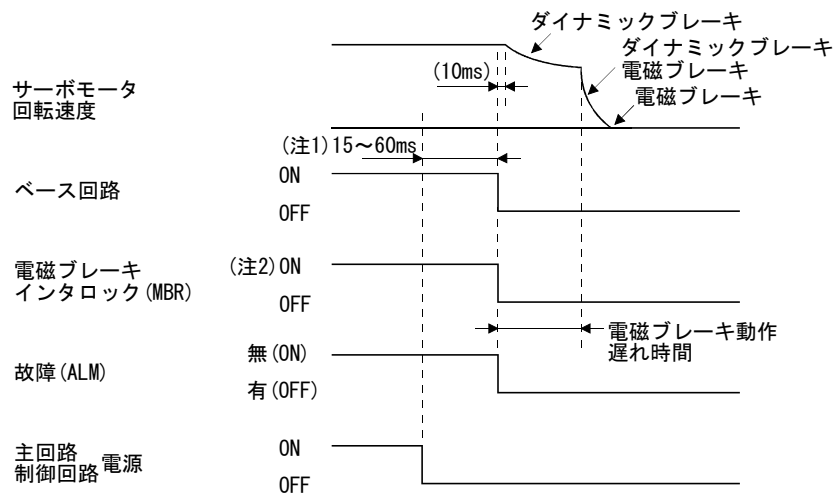 ダイナミックブレーキ
ダイナミックブレーキ
電磁ブレーキ
電磁ブレーキ
(10ms)
サーボモータ
回転速度
(注1)15～60ms
ON
ベース回路
OFF
電磁ブレーキ
インタロック(MBR)
(注2)ON
OFF
電磁ブレーキ動作
遅れ時間
無(ON)
故障(ALM)
有(OFF)
主回路
制御回路
電源
ON
OFF